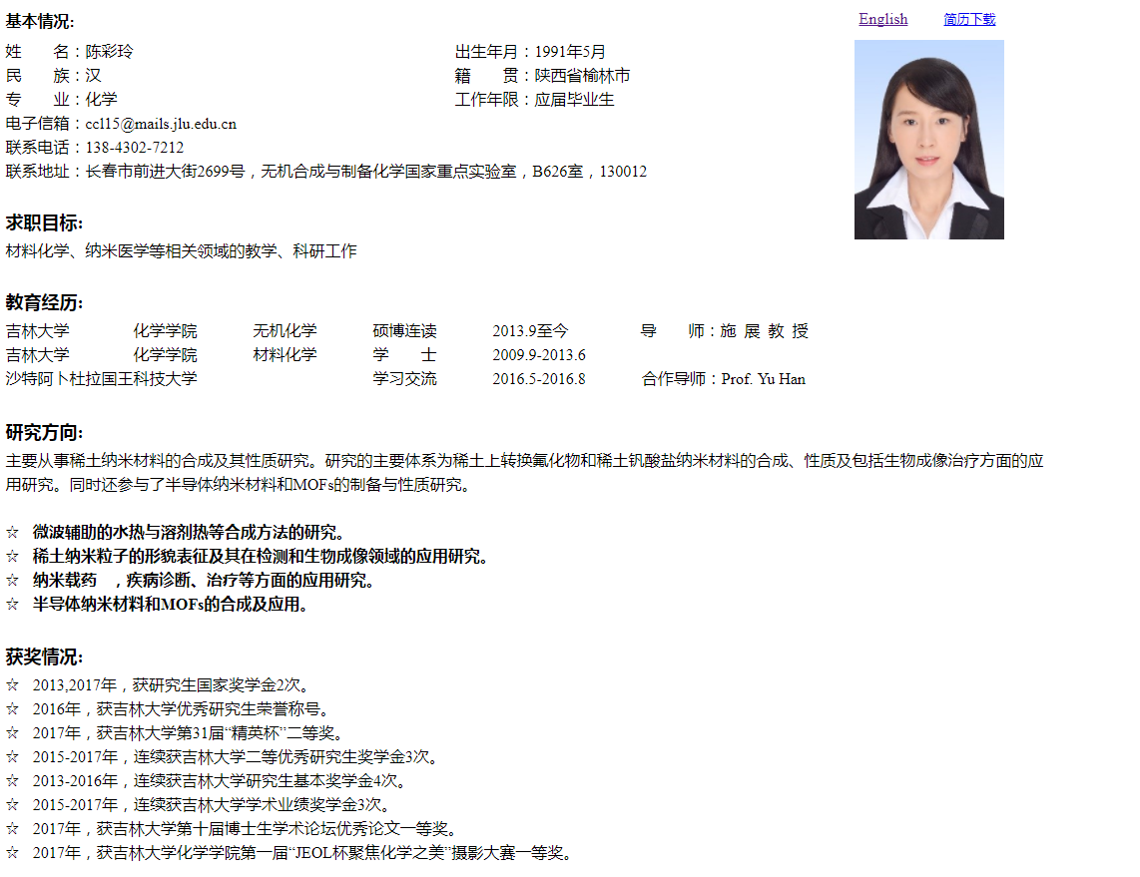 基本情况:
English 简历下载
姓 名：陈彩玲 出生年月：1991年5月
民 族：汉 籍 贯：陕西省榆林市
专 业：化学 工作年限：应届毕业生
电子信箱：ccl15@mails.jlu.edu.cn
联系电话：138-4302-7212
联系地址：长春市前进大街2699号，无机合成与制备化学国家重点实验室，B626室，130012
求职目标:
材料化学、纳米医学等相关领域的教学、科研工作
教育经历:
吉林大学 化学学院 无机化学 硕博连读 2013.9至今 导 师：施 展 教 授
吉林大学 化学学院 材料化学 学 士 2009.9-2013.6
沙特阿卜杜拉国王科技大学 学习交流 2016.5-2016.8 合作导师：Prof. Yu Han
研究方向:
主要从事稀土纳米材料的合成及其性质研究。研究的主要体系为稀土上转换氟化物和稀土钒酸盐纳米材料的合成、性质及包括生物成像治疗方面的应
用研究。同时还参与了半导体纳米材料和MOFs的制备与性质研究。
☆ 微波辅助的水热与溶剂热等合成方法的研究。
☆ 稀土纳米粒子的形貌表征及其在检测和生物成像领域的应用研究。
☆ 纳米载药 ，疾病诊断、治疗等方面的应用研究。
☆ 半导体纳米材料和MOFs的合成及应用。
获奖情况:
☆ 2013,2017年，获研究生国家奖学金2次。
☆ 2016年，获吉林大学优秀研究生荣誉称号。
☆ 2017年，获吉林大学第31届“精英杯”二等奖。
☆ 2015-2017年，连续获吉林大学二等优秀研究生奖学金3次。
☆ 2013-2016年，连续获吉林大学研究生基本奖学金4次。
☆ 2015-2017年，连续获吉林大学学术业绩奖学金3次。
☆ 2017年，获吉林大学第十届博士生学术论坛优秀论文一等奖。
☆ 2017年，获吉林大学化学学院第一届“JEOL杯聚焦化学之美”摄影大赛一等奖。